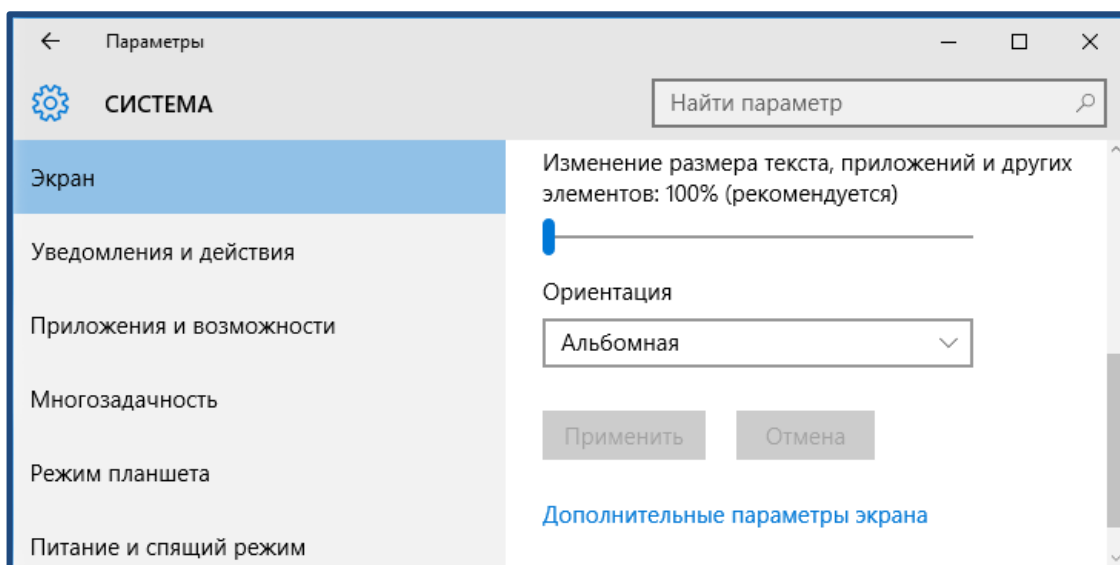 Параметры
СИСТЕМА
Найти параметр
Экран
Уведомления и действия
Приложения и возможности
Многозадачность
Режим планшета
Питание и спящий режим
Изменение размера текста, приложений и других
элементов: 100% (рекомендуется)
Ориентация
Альбомная
Применить
Отмена
Дополнительные параметры экрана